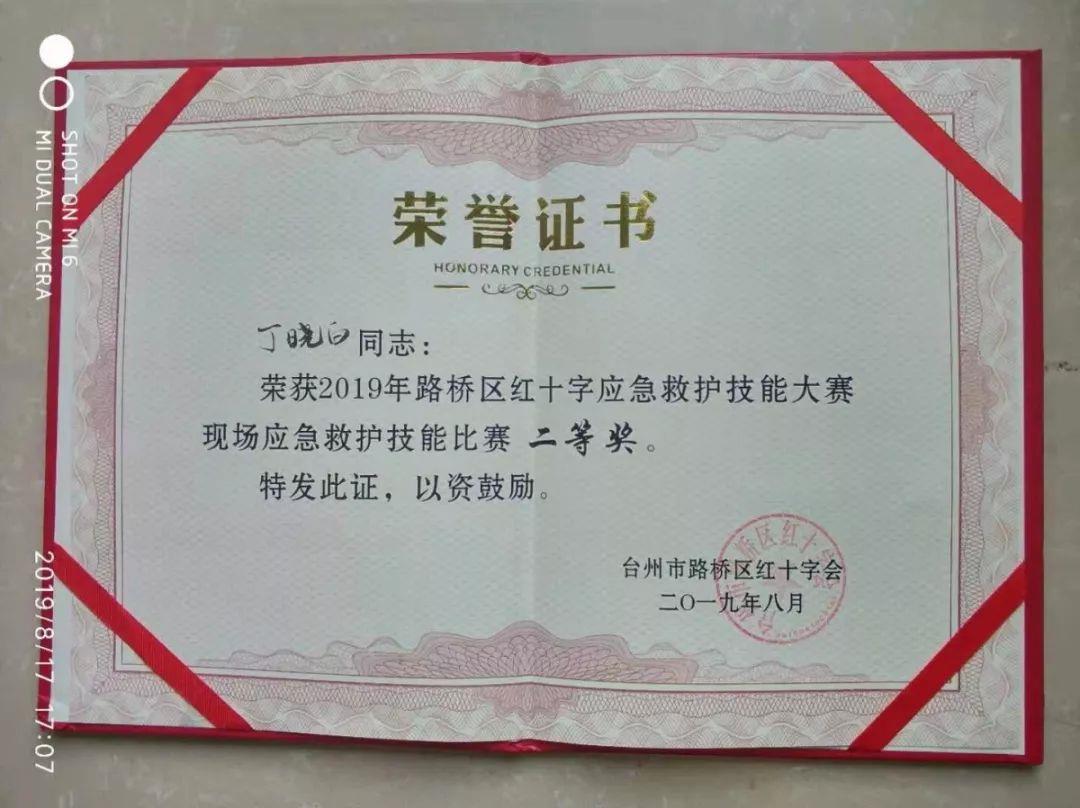 荣誉证书
HONORARY CREDENTIAL
丁晓白同志：
荣获2019年路桥区红十字应急救护技能大赛
现场应急救护技能比赛 二等奖。
特发此证，以资鼓励。
台州市路桥区红十字会
二〇一九年八月
SHOT ON MI 6
MI DUAL CAMERA
2019/8/17 17:07